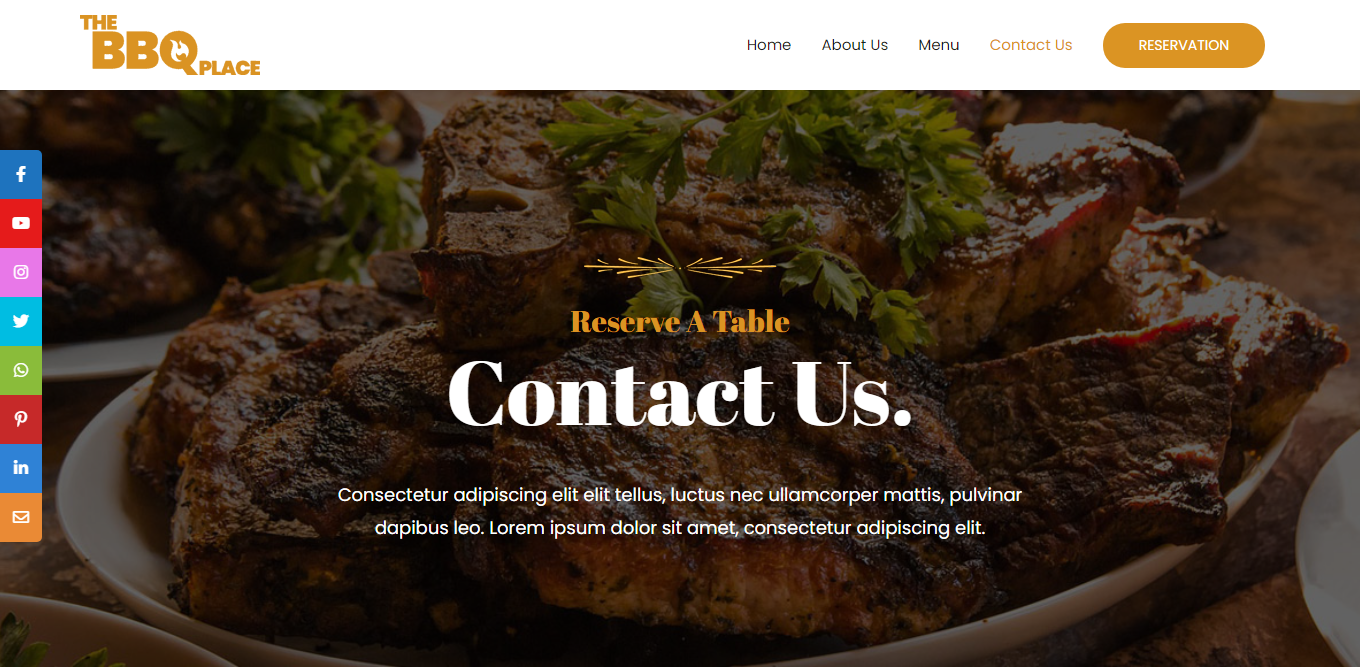 THE
BBQ
PLACE
Home About Us Menu Contact Us RESERVATION
Reserve A Table
Contact Us.
Consectetur adipiscing elit elit tellus, luctus nec ullamcorper mattis, pulvinar
dapibus leo. Lorem ipsum dolor sit amet, consectetur adipiscing elit.